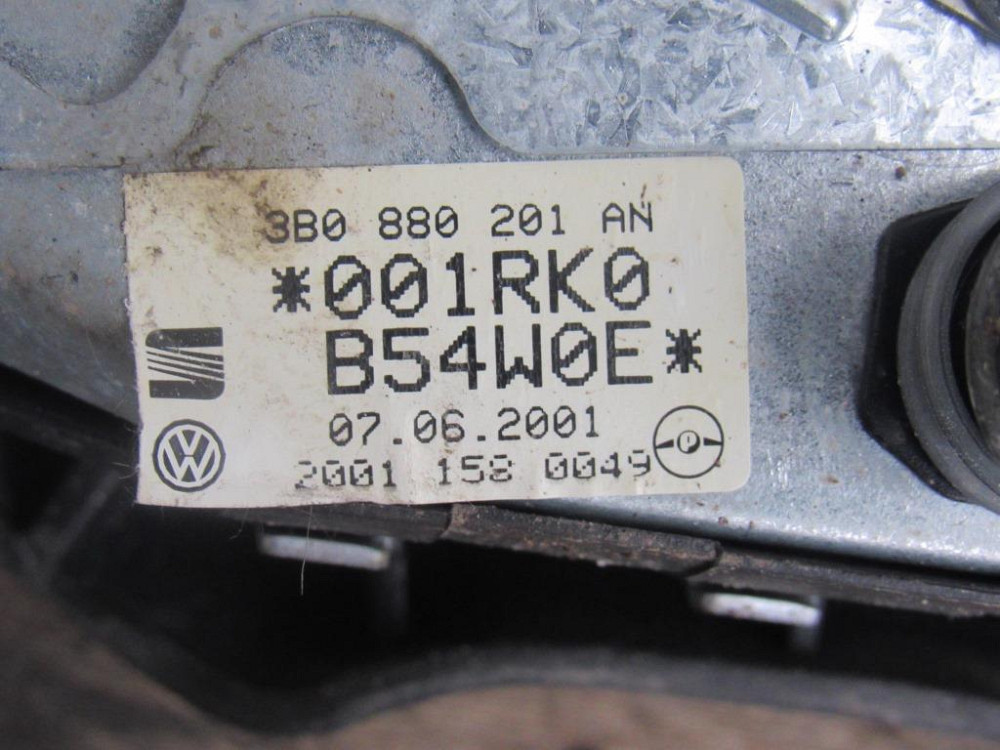 3B0 880 201 AN
*001RK0
B54W0E*
07.06.2001
2001 158 0049